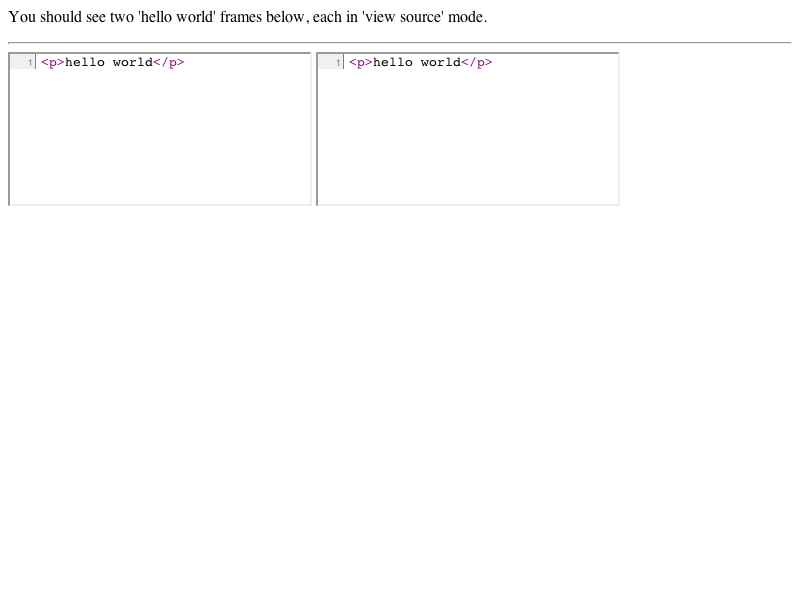 You should see two 'hello world' frames below, each in 'view source' mode.
1 <p>hello world</p>
1 <p>hello world</p>